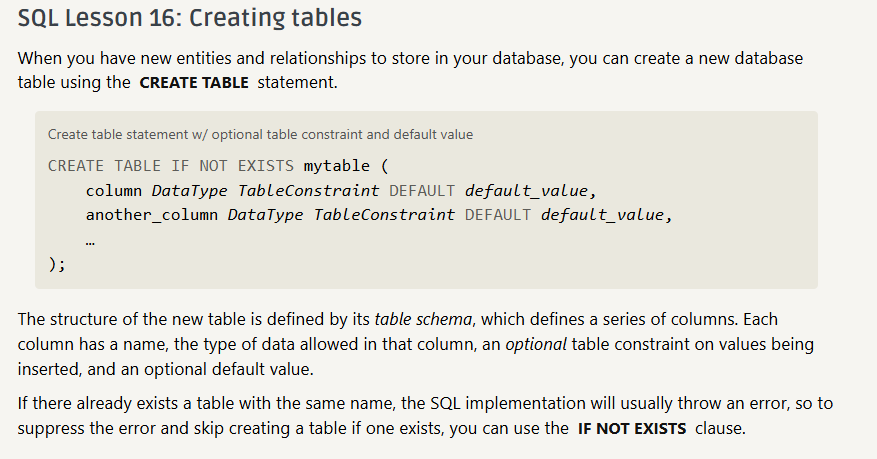 SQL Lesson 16: Creating tables
When you have new entities and relationships to store in your database, you can create a new database
table using the CREATE TABLE statement.
Create table statement w/ optional table constraint and default value
CREATE TABLE IF NOT EXISTS mytable (
    column DataType TableConstraint DEFAULT default_value,
    another_column DataType TableConstraint DEFAULT default_value,
    …
);
The structure of the new table is defined by its table schema, which defines a series of columns. Each
column has a name, the type of data allowed in that column, an optional table constraint on values being
inserted, and an optional default value.
If there already exists a table with the same name, the SQL implementation will usually throw an error, so to
suppress the error and skip creating a table if one exists, you can use the IF NOT EXISTS clause.